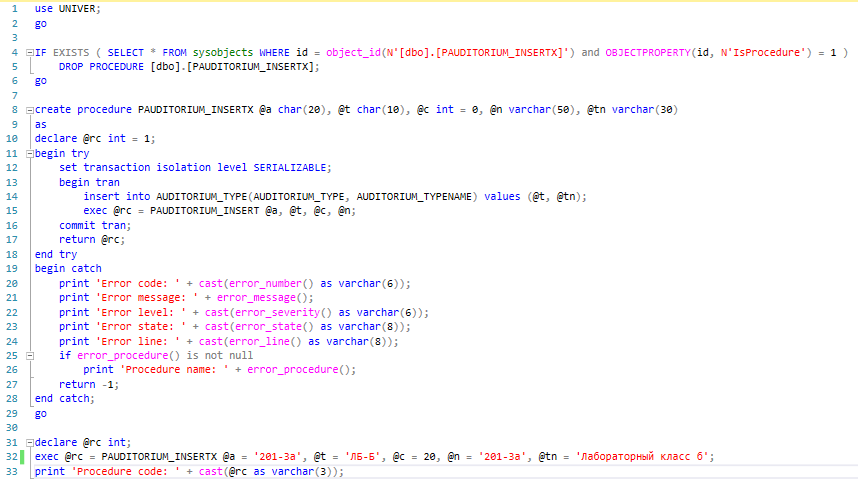 1 use UNIVER;
2 go
3
4 IF EXISTS ( SELECT * FROM sysobjects WHERE id = object_id(N'[dbo].[PAUDITORIUM_INSERTX]') and OBJECTPROPERTY(id, N'IsProcedure') = 1 )
5 DROP PROCEDURE [dbo].[PAUDITORIUM_INSERTX];
6 go
7
8 create procedure PAUDITORIUM_INSERTX @a char(20), @t char(10), @c int = 0, @n varchar(50), @tn varchar(30)
9 as
10 declare @rc int = 1;
11 begin try
12 set transaction isolation level SERIALIZABLE;
13 begin tran
14 insert into AUDITORIUM_TYPE(AUDITORIUM_TYPE, AUDITORIUM_TYPENAME) values (@t, @tn);
15 exec @rc = PAUDITORIUM_INSERT @a, @t, @c, @n;
16 commit tran;
17 return @rc;
18 end try
19 begin catch
20 print 'Error code: ' + cast(error_number() as varchar(6));
21 print 'Error message: ' + error_message();
22 print 'Error level: ' + cast(error_severity() as varchar(6));
23 print 'Error state: ' + cast(error_state() as varchar(8));
24 print 'Error line: ' + cast(error_line() as varchar(8));
25 if error_procedure() is not null
26 print 'Procedure name: ' + error_procedure();
27 return -1;
28 end catch;
29 go
30
31 declare @rc int;
32 exec @rc = PAUDITORIUM_INSERTX @a = '201-3а', @t = 'ЛБ-Б', @c = 20, @n = '201-3а', @tn = 'Лабораторный класс б';
33 print 'Procedure code: ' + cast(@rc as varchar(3));